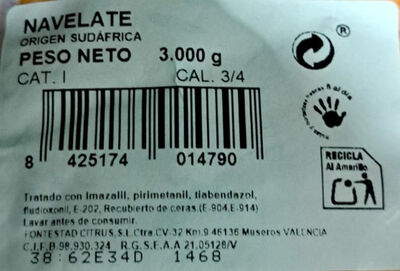 NAVELATE
ORIGEN SUDÁFRICA
PESO NETO 3.000 g
CAT. I CAL. 3/4
®
8 425174 014790
RECICLA
Al Amarillo
Tratado con Imazalil, pirimetanil, tiabendazol,
fludioxonil, E-202, Recubierto de ceras.(E-904,E-914)
Lavar antes de consumir.
FONTESTAD CITRUS, S.L.Ctra CV-32 Km.9 46136 Museros VALENCIA
C.I.F.B-98.930.324 R.G.S.E.A.A 21.05128/V
38:62E34D 1468